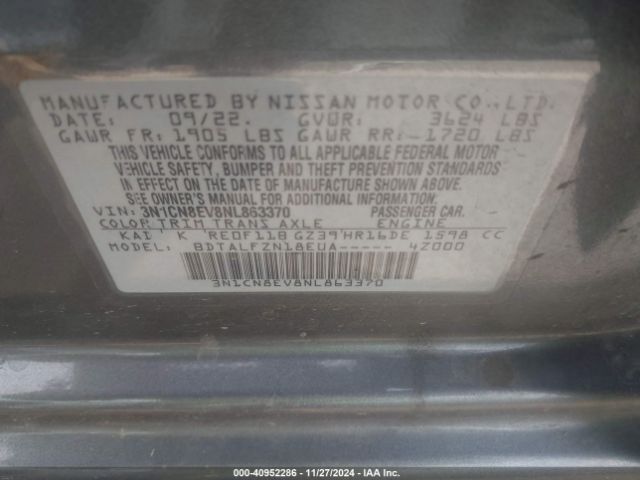 MANUFACTURED BY NISSAN MOTOR CO., LTD.
DATE: 09/22. GVWR: 3624 LBS
GAWR FR: 1905 LBS GAWR RR: 1720 LBS
THIS VEHICLE CONFORMS TO ALL APPLICABLE FEDERAL MOTOR
VEHICLE SAFETY, BUMPER AND THEFT PREVENTION STANDARDS
IN EFFECT ON THE DATE OF MANUFACTURE SHOWN ABOVE.
SEE OWNER'S MANUAL FOR ADDITIONAL INFORMATION.
VIN: 3N1CN8EV8NL863370 PASSENGER CAR
COLOR TRIM TRANS AXLE ENGINE
KAI K RE0F11B GZ39 HR16DE 1598 CC
MODEL: BDTALFZN18EUA----- 4Z000
3N1CN8EV8NL863370
000-40952286 - 11/27/2024 - IAA Inc.